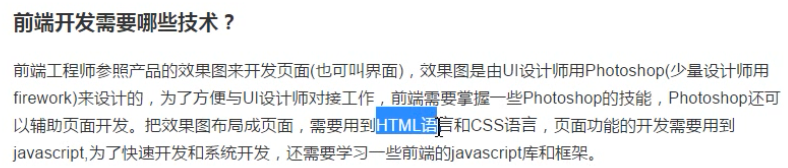 前端开发需要哪些技术？
前端工程师参照产品的效果图来开发页面(也可叫界面)，效果图是由UI设计师用Photoshop(少量设计师用
firework)来设计的，为了方便与UI设计师对接工作，前端需要掌握一些Photoshop的技能，Photoshop还可
以辅助页面开发。把效果图布局成页面，需要用到HTML语言和CSS语言，页面功能的开发需要用到
javascript,为了快速开发和系统开发，还需要学习一些前端的javascript库和框架。